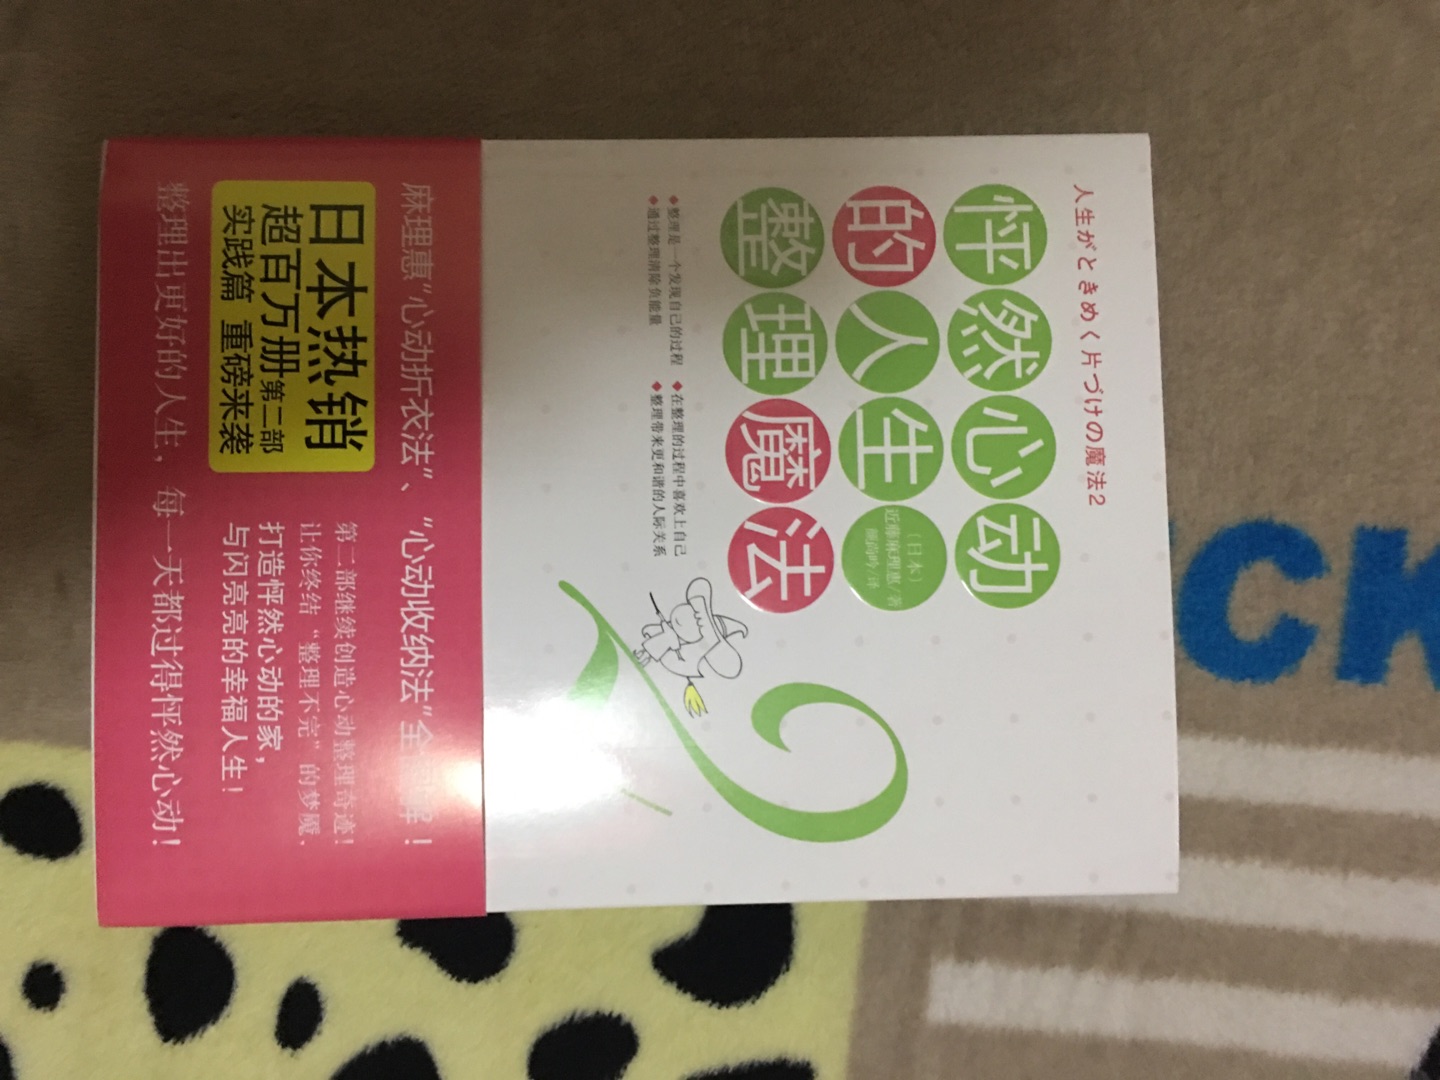 人生がときめく片づけの魔法2
怦然心动
的人生
(日本)
近藤麻理惠/著
熊尚吟/译
整理魔法
2
◆整理是一个发现自己的过程 ◆在整理的过程中喜欢上自己
◆通过整理清除负能量 ◆整理带来更和谐的人际关系
麻理惠“心动折衣法”、“心动收纳法”全 解！
日本热销
超百万册第二部
实践篇 重磅来袭
第二部继续创造心动整理奇迹！
让你终结“整理不完”的梦魇，
打造怦然心动的家，
与闪亮亮的幸福人生！
整理出更好的人生，每一天都过得怦然心动！
CK